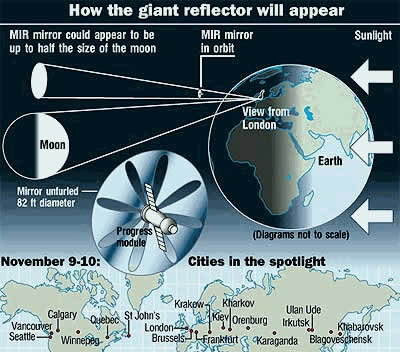 How the giant reflector will appear
MIR mirror could appear to be
up to half the size of the moon
MIR mirror
in orbit
Sunlight
View from
London
Moon
Earth
Mirror unfurled
82 ft diameter
Progress
module
(Diagrams not to scale)
November 9-10:
Cities in the spotlight
Krakow
Kharkov
Calgary
Quebec
St John's
Kiev
Orenburg
Ulan Ude
Vancouver
London
Irkutsk
Khabarovsk
Seattle
Winnepeg
Brussels
Frankfurt
Karaganda
Blagoveschensk